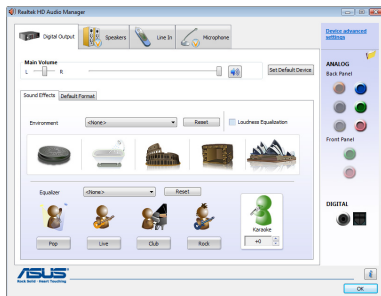 Realtek HD Audio Manager
Digital Output
Speakers
Line In
Microphone
Device advanced settings
Main Volume
L
R
Set Default Device
ANALOG
Back Panel
Sound Effects
Default Format
Environment
<None>
Reset
Loudness Equalization
Front Panel
Equalizer
<None>
Reset
DIGITAL
Karaoke
Pop
Live
Club
Rock
+0
ASUS
Rock Solid · Heart Touching
i
OK